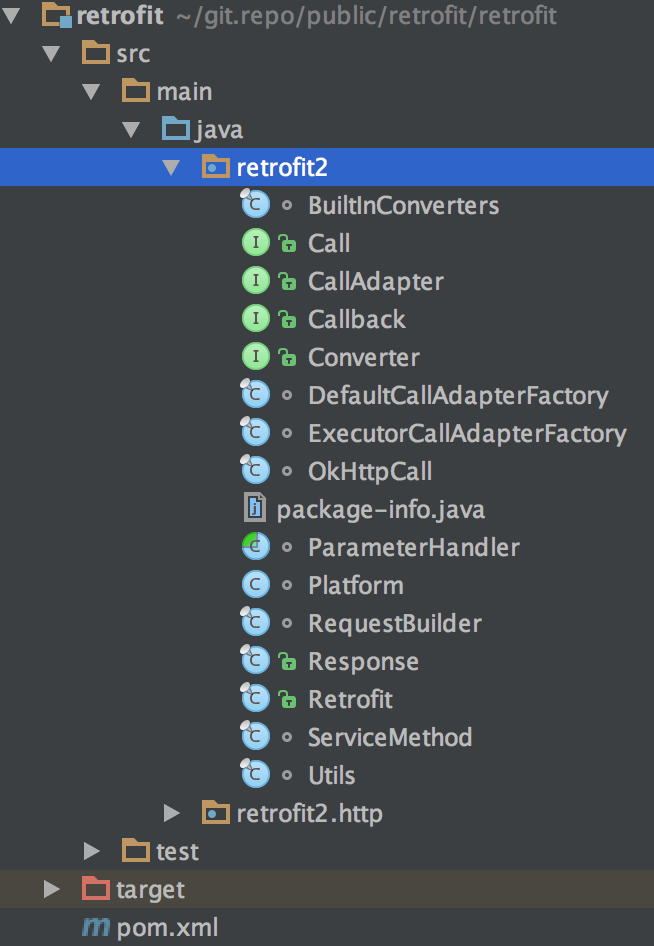 retrofit ~/git.repo/public/retrofit/retrofit
src
main
java
retrofit2
C BuiltInConverters
I Call
I CallAdapter
I Callback
I Converter
C DefaultCallAdapterFactory
C ExecutorCallAdapterFactory
C OkHttpCall
j package-info.java
C ParameterHandler
C Platform
C RequestBuilder
C Response
C Retrofit
C ServiceMethod
C Utils
retrofit2.http
test
target
m pom.xml